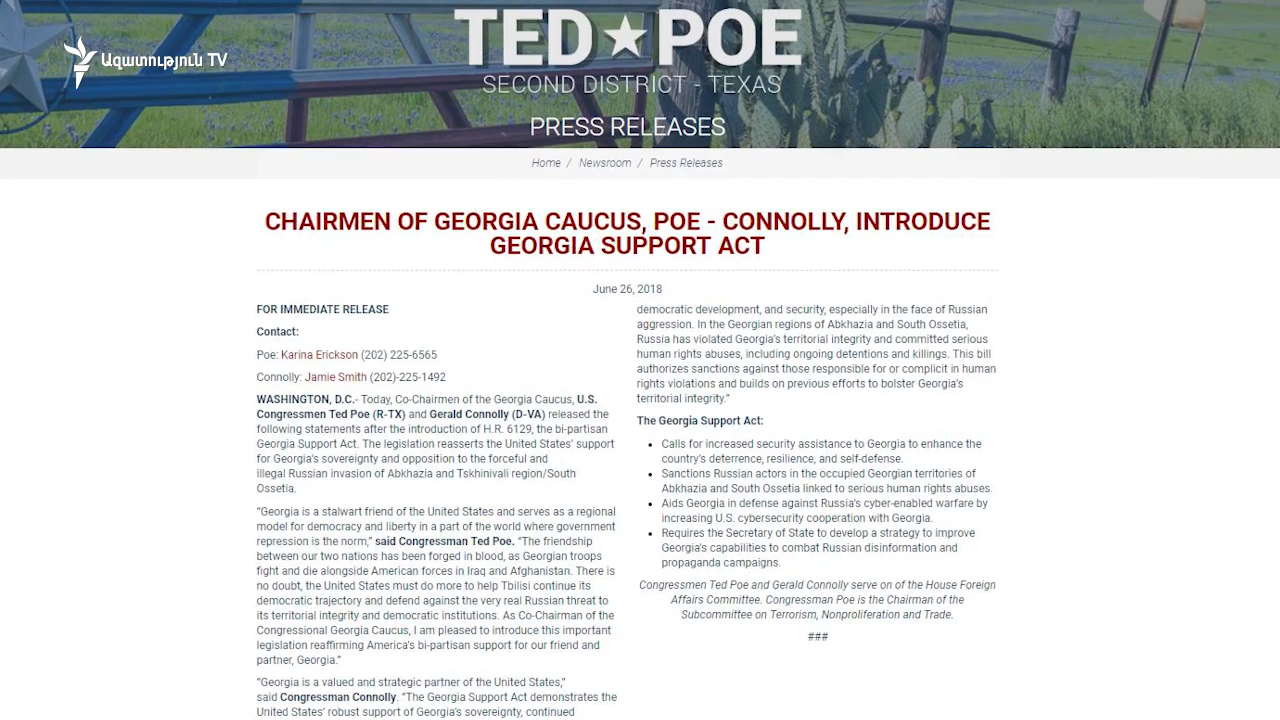 Ազատություն TV
TED★POE
SECOND DISTRICT - TEXAS
PRESS RELEASES
Home / Newsroom / Press Releases
CHAIRMEN OF GEORGIA CAUCUS, POE - CONNOLLY, INTRODUCE
GEORGIA SUPPORT ACT
June 26, 2018
FOR IMMEDIATE RELEASE
Contact:
Poe: Karina Erickson (202) 225-6565
Connolly: Jamie Smith (202)-225-1492
WASHINGTON, D.C.- Today, Co-Chairmen of the Georgia Caucus, U.S.
Congressmen Ted Poe (R-TX) and Gerald Connolly (D-VA) released the
following statements after the introduction of H.R. 6129, the bi-partisan
Georgia Support Act. The legislation reasserts the United States' support
for Georgia's sovereignty and opposition to the forceful and
illegal Russian invasion of Abkhazia and Tskhinivali region/South
Ossetia.
“Georgia is a stalwart friend of the United States and serves as a regional
model for democracy and liberty in a part of the world where government
repression is the norm,” said Congressman Ted Poe. “The friendship
between our two nations has been forged in blood, as Georgian troops
fight and die alongside American forces in Iraq and Afghanistan. There is
no doubt, the United States must do more to help Tbilisi continue its
democratic trajectory and defend against the very real Russian threat to
its territorial integrity and democratic institutions. As Co-Chairman of the
Congressional Georgia Caucus, I am pleased to introduce this important
legislation reaffirming America's bi-partisan support for our friend and
partner, Georgia.”
“Georgia is a valued and strategic partner of the United States,”
said Congressman Connolly. “The Georgia Support Act demonstrates the
United States' robust support of Georgia's sovereignty, continued
democratic development, and security, especially in the face of Russian
aggression. In the Georgian regions of Abkhazia and South Ossetia,
Russia has violated Georgia's territorial integrity and committed serious
human rights abuses, including ongoing detentions and killings. This bill
authorizes sanctions against those responsible for or complicit in human
rights violations and builds on previous efforts to bolster Georgia's
territorial integrity.”
The Georgia Support Act:
• Calls for increased security assistance to Georgia to enhance the
country's deterrence, resilience, and self-defense.
• Sanctions Russian actors in the occupied Georgian territories of
Abkhazia and South Ossetia linked to serious human rights abuses.
• Aids Georgia in defense against Russia's cyber-enabled warfare by
increasing U.S. cybersecurity cooperation with Georgia.
• Requires the Secretary of State to develop a strategy to improve
Georgia's capabilities to combat Russian disinformation and
propaganda campaigns.
Congressmen Ted Poe and Gerald Connolly serve on of the House Foreign
Affairs Committee. Congressman Poe is the Chairman of the
Subcommittee on Terrorism, Nonproliferation and Trade.
###